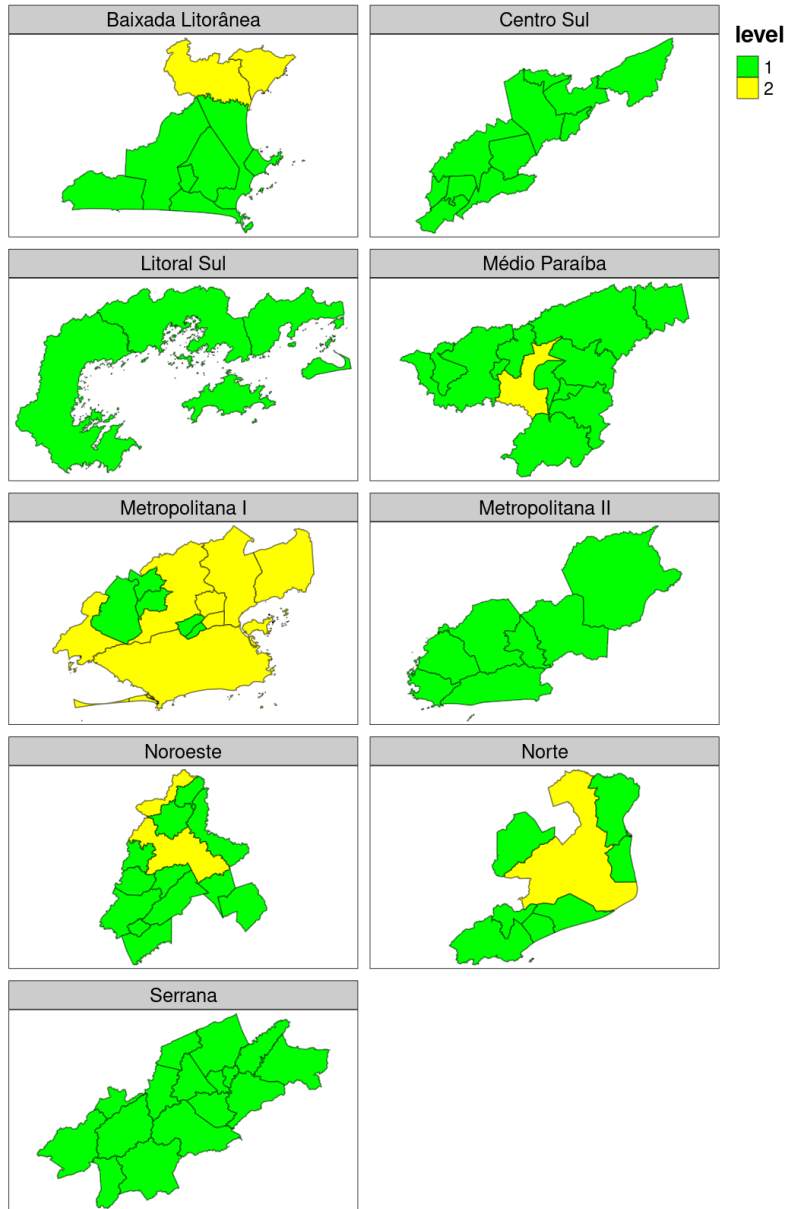 Baixada Litorânea
Centro Sul
level
1
2
Litoral Sul
Médio Paraíba
Metropolitana I
Metropolitana II
Noroeste
Norte
Serrana